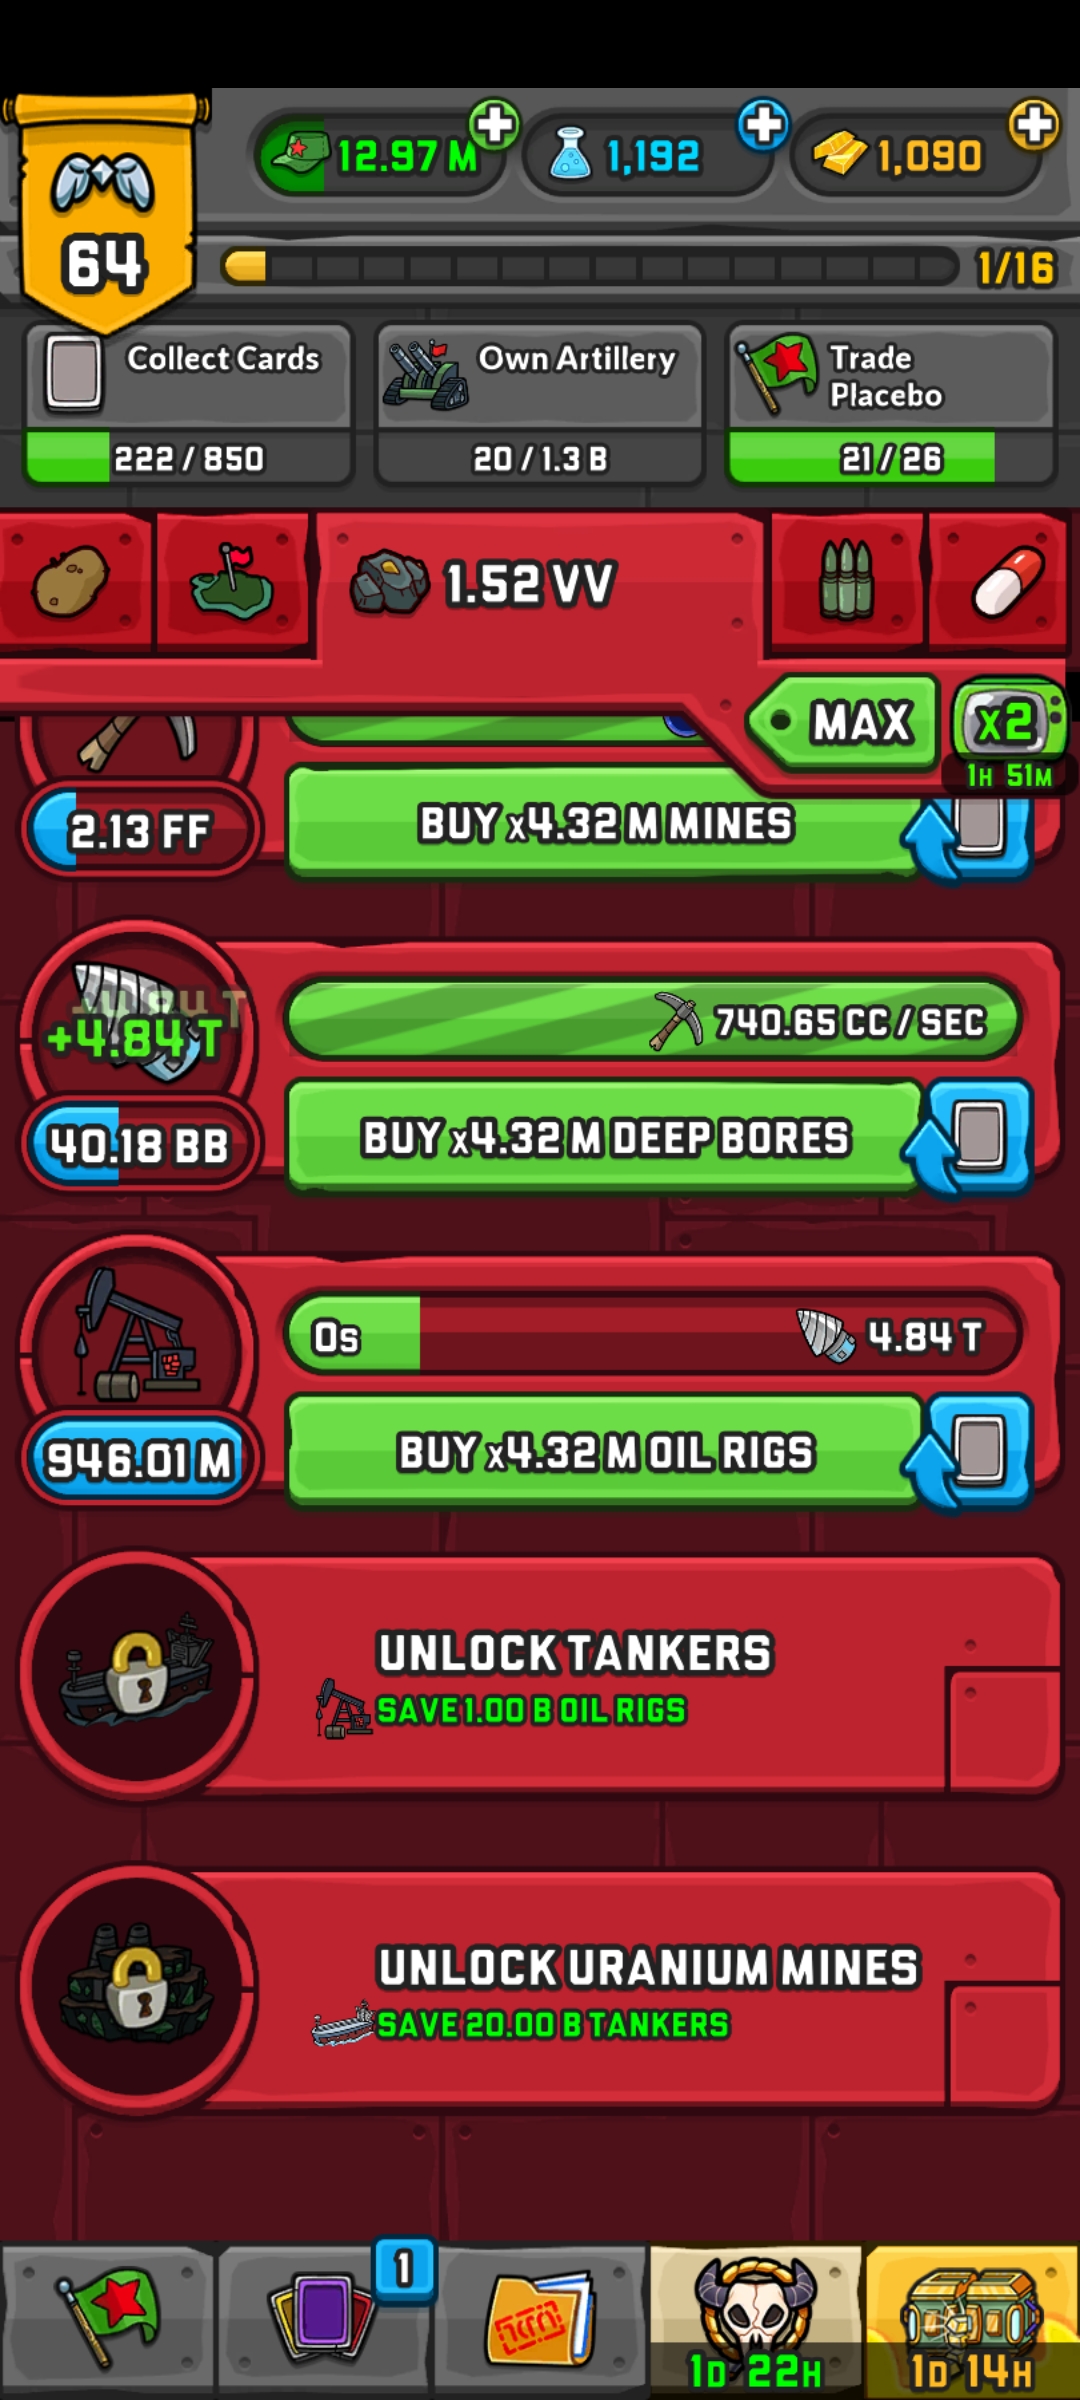 12.97 M
1,192
1,090
64
1/16
Collect Cards
Own Artillery
Trade
Placebo
222 / 850
20 / 1.3 B
21 / 26
1.52 VV
MAX
x2
1H 51M
2.13 FF
BUY x4.32 M MINES
+4.84 T
740.65 CC / SEC
40.18 BB
BUY x4.32 M DEEP BORES
0s
4.84 T
946.01 M
BUY x4.32 M OIL RIGS
UNLOCK TANKERS
SAVE 1.00 B OIL RIGS
UNLOCK URANIUM MINES
SAVE 20.00 B TANKERS
1
1D 22H
1D 14H